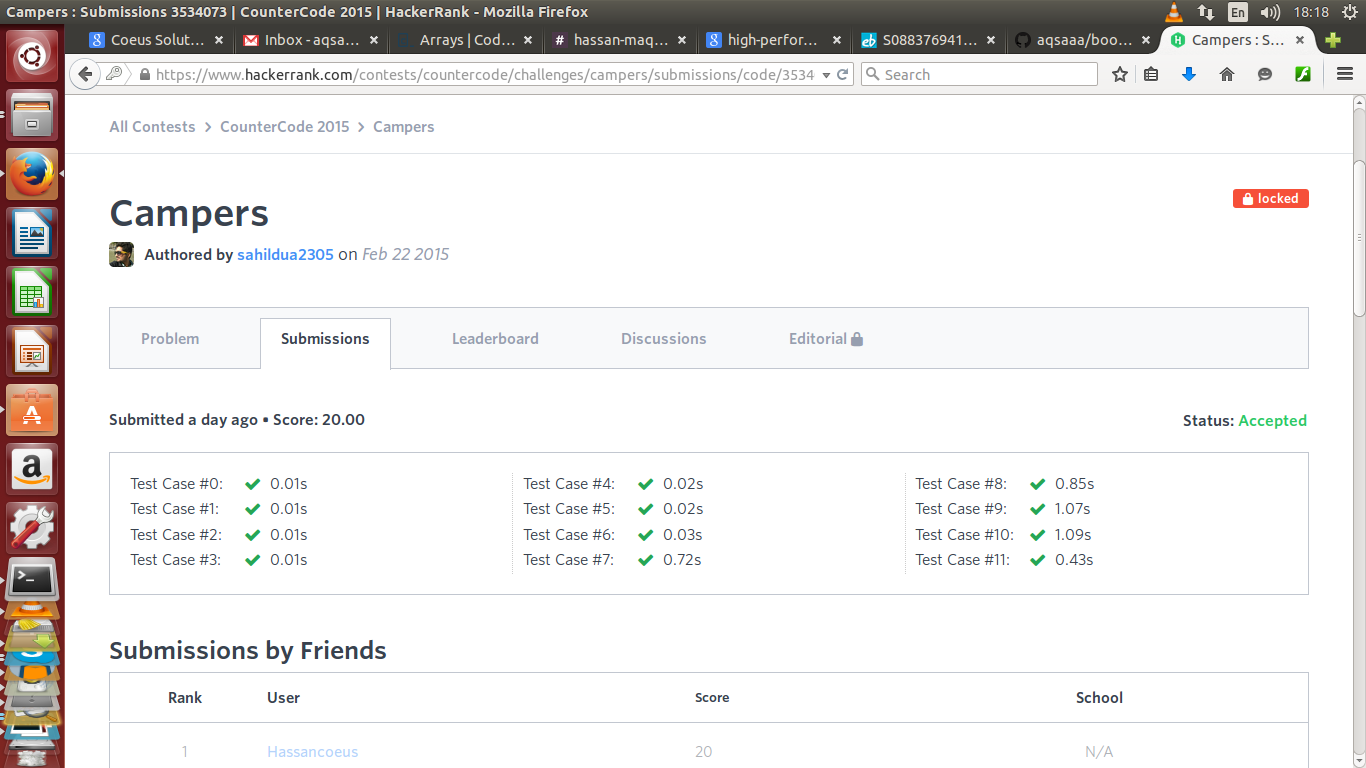 Campers : Submissions 3534073 | CounterCode 2015 | HackerRank - Mozilla Firefox
En 18:18
Coeus Solut... × Inbox - aqsa... × Arrays | Cod... × hassan-maq... × high-perfor... × S088376941... × aqsaaa/boo... × Campers : S... ×
https://www.hackerrank.com/contests/countercode/challenges/campers/submissions/code/3534 Search
All Contests > CounterCode 2015 > Campers
Campers
locked
Authored by sahildua2305 on Feb 22 2015
Problem Submissions Leaderboard Discussions Editorial
Submitted a day ago ▪ Score: 20.00 Status: Accepted
Test Case #0: ✔ 0.01s Test Case #4: ✔ 0.02s Test Case #8: ✔ 0.85s
Test Case #1: ✔ 0.01s Test Case #5: ✔ 0.02s Test Case #9: ✔ 1.07s
Test Case #2: ✔ 0.01s Test Case #6: ✔ 0.03s Test Case #10: ✔ 1.09s
Test Case #3: ✔ 0.01s Test Case #7: ✔ 0.72s Test Case #11: ✔ 0.43s
Submissions by Friends
Rank User Score School
1 Hassancoeus 20 N/A